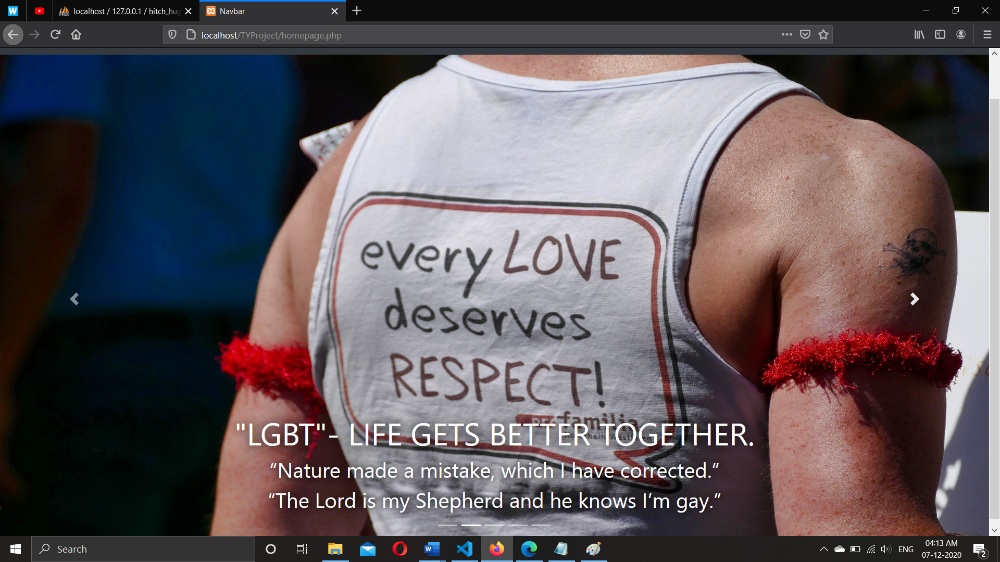 localhost / 127.0.0.1 / hitch_hug
Navbar
localhost/TYProject/homepage.php
every LOVE
deserves
RESPECT!
familia
"LGBT"- LIFE GETS BETTER TOGETHER.
“Nature made a mistake, which I have corrected.”
“The Lord is my Shepherd and he knows I’m gay.”
Search
ENG
04:13 AM
07-12-2020
2